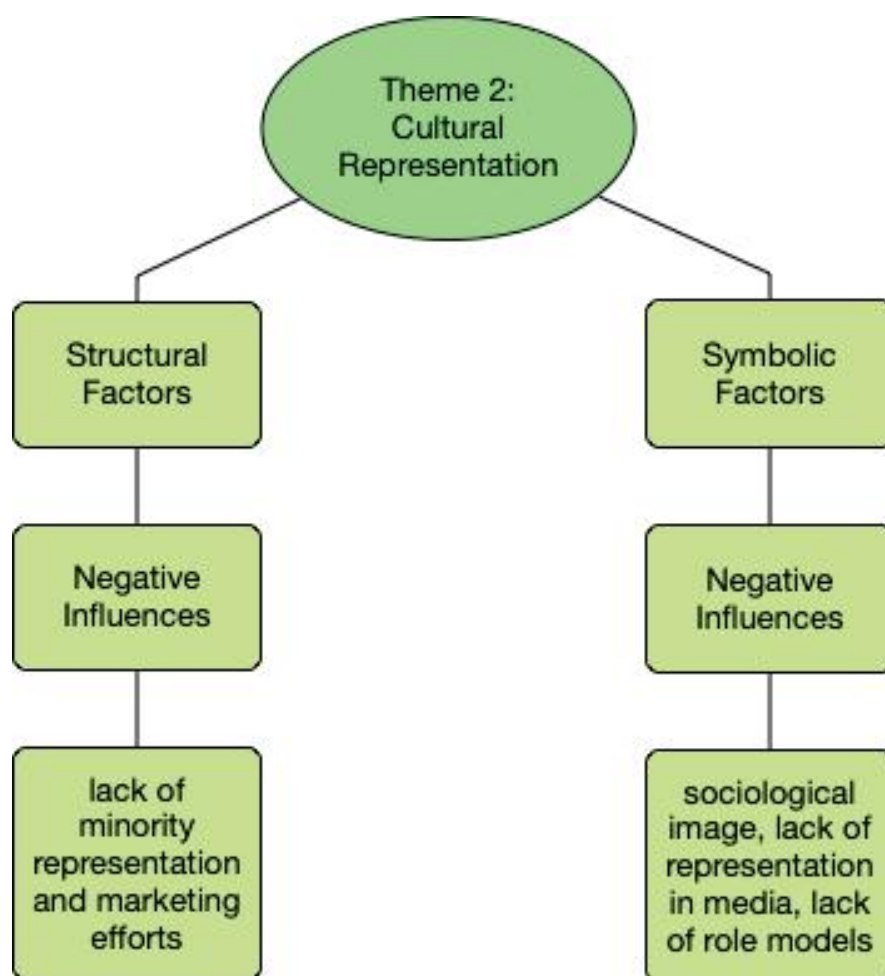 Theme 2:
Cultural
Representation
Structural
Factors
Symbolic
Factors
Negative
Influences
Negative
Influences
lack of
minority
representation
and marketing
efforts
sociological
image, lack of
representation
in media, lack
of role models